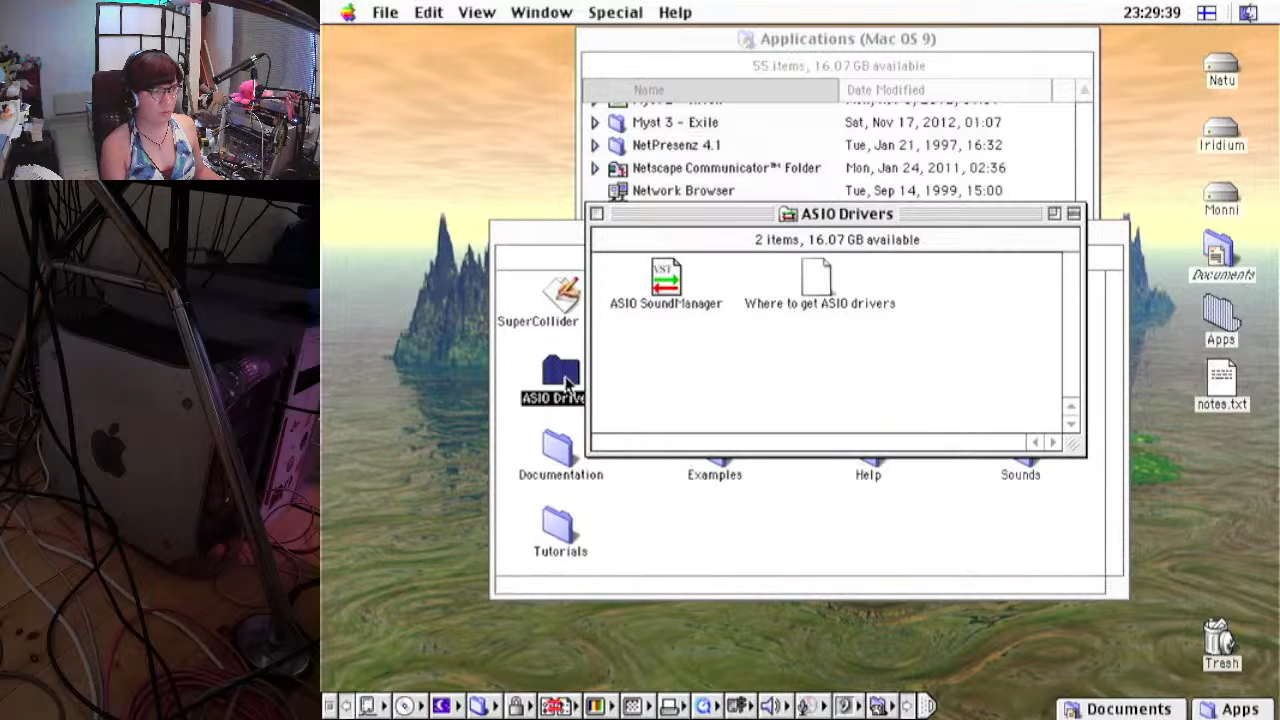 File Edit View Window Special Help
23:29:39
Applications (Mac OS 9)
55 items, 16.07 GB available
Name Date Modified
Myst 3 - Exile Sat, Nov 17, 2012, 01:07
NetPresenz 4.1 Tue, Jan 21, 1997, 16:32
Netscape Communicator™ Folder Mon, Jan 24, 2011, 02:36
Network Browser Tue, Sep 14, 1999, 15:00
ASIO Drivers
2 items, 16.07 GB available
VST
ASIO SoundManager
Where to get ASIO drivers
SuperCollider
ASIO Drive
Documentation
Examples
Help
Sounds
Tutorials
Natu
Iridium
Monni
Documents
Apps
notes.txt
Trash
Documents
Apps